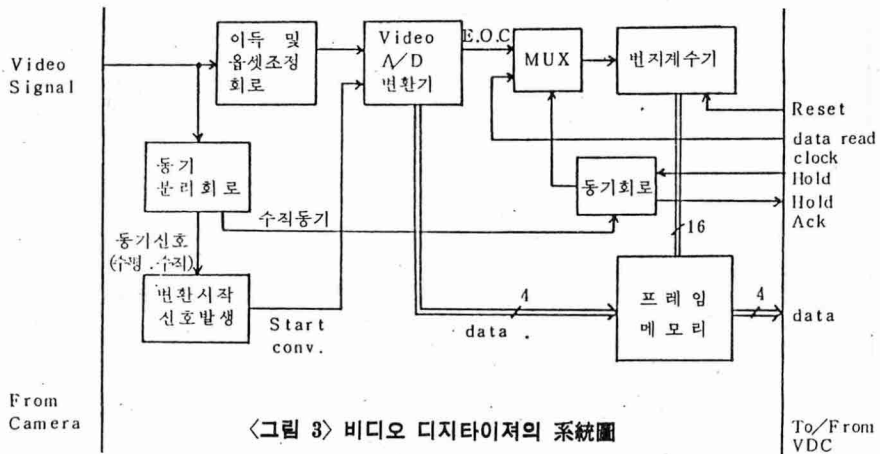 Video
Signal
이득 및
옵셋조정
회로
Video
A/D
변환기
E.O.C
MUX
번지계수기
Reset
data read
clock
Hold
Hold
Ack
동기
분리회로
수직동기
동기회로
16
동기신호
(수평.수직)
변환시작
신호발생
Start
conv.
4
data
프레임
메모리
4
data
From
Camera
To/From
VDC
<그림 3> 비디오 디지타이져의 系統圖